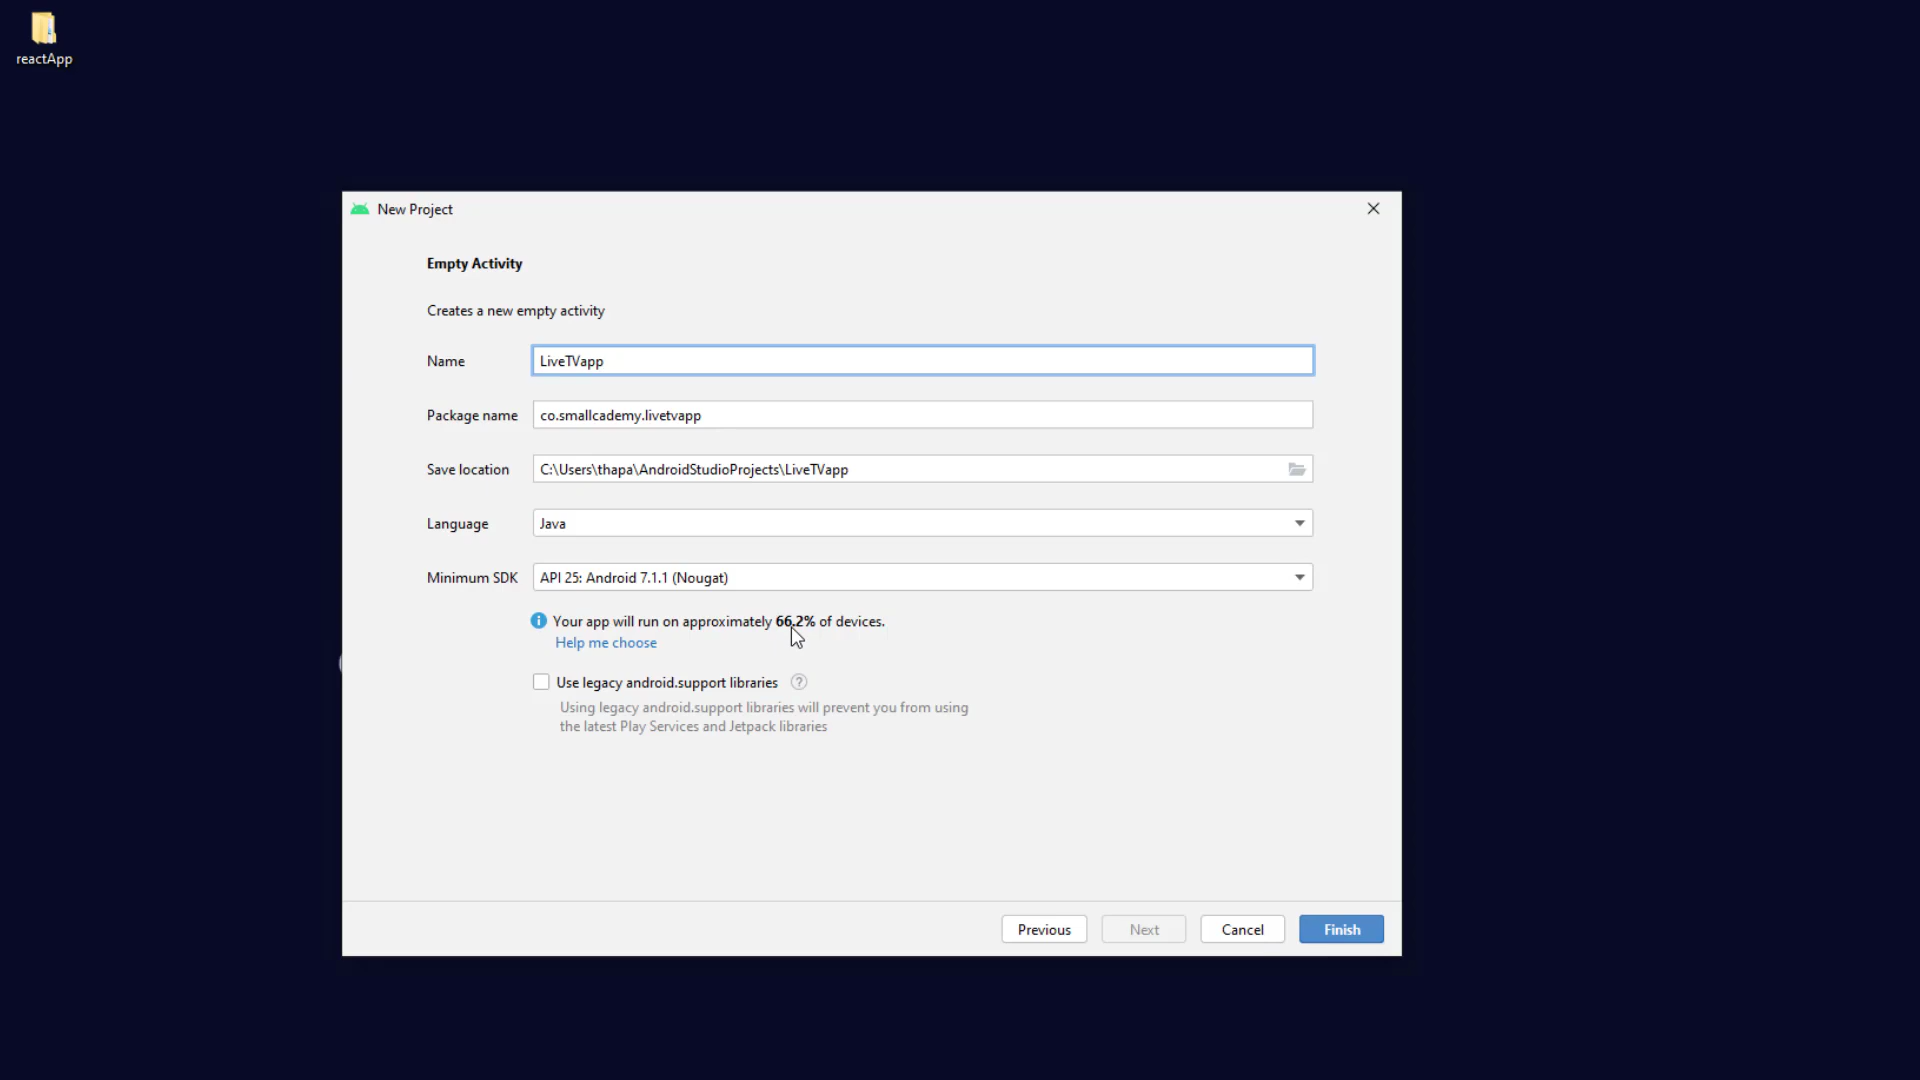 reactApp
New Project
Empty Activity
Creates a new empty activity
Name
LiveTVapp
Package name
co.smallcademy.livetvapp
Save location
C:\Users\thapa\AndroidStudioProjects\LiveTVapp
Language
Java
Minimum SDK
API 25: Android 7.1.1 (Nougat)
Your app will run on approximately 66.2% of devices.
Help me choose
Use legacy android.support libraries
Using legacy android.support libraries will prevent you from using
the latest Play Services and Jetpack libraries
Previous
Next
Cancel
Finish